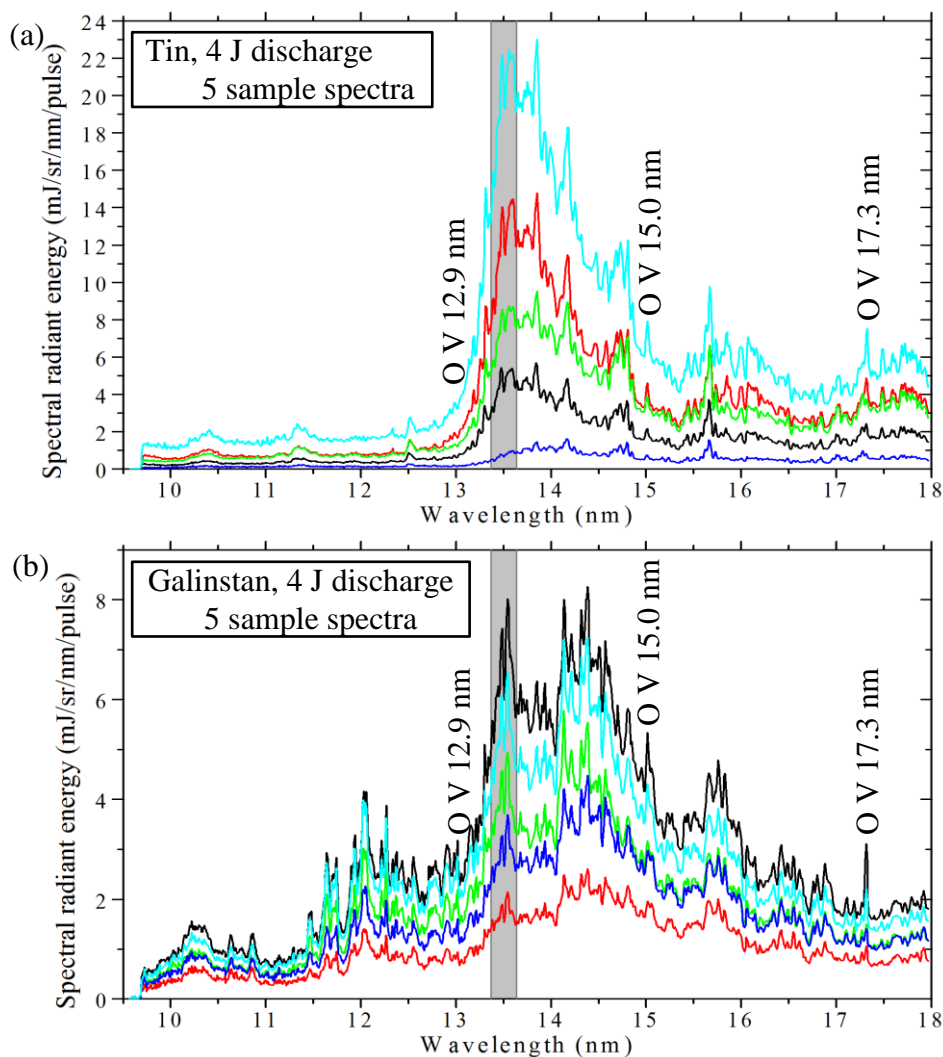 (a)
Tin, 4 J discharge
5 sample spectra
Spectral radiant energy (mJ/sr/nm/pulse)
24
22
20
18
16
14
12
10
8
6
4
2
0
O V 12.9 nm
O V 15.0 nm
O V 17.3 nm
10 11 12 13 14 15 16 17 18
Wavelength (nm)
(b)
Galinstan, 4 J discharge
5 sample spectra
Spectral radiant energy (mJ/sr/nm/pulse)
8
6
4
2
0
O V 12.9 nm
O V 15.0 nm
O V 17.3 nm
10 11 12 13 14 15 16 17 18
Wavelength (nm)